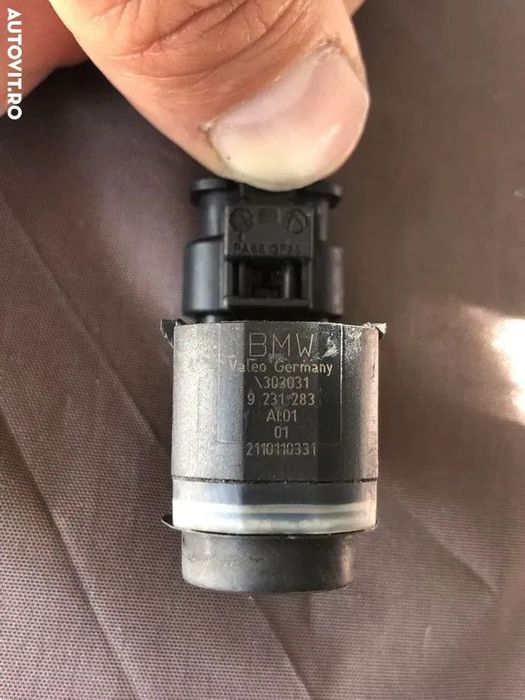 AUTOVIT.RO
BMW
Valeo Germany
\303031
9 231 283
AI01
01
2110110331